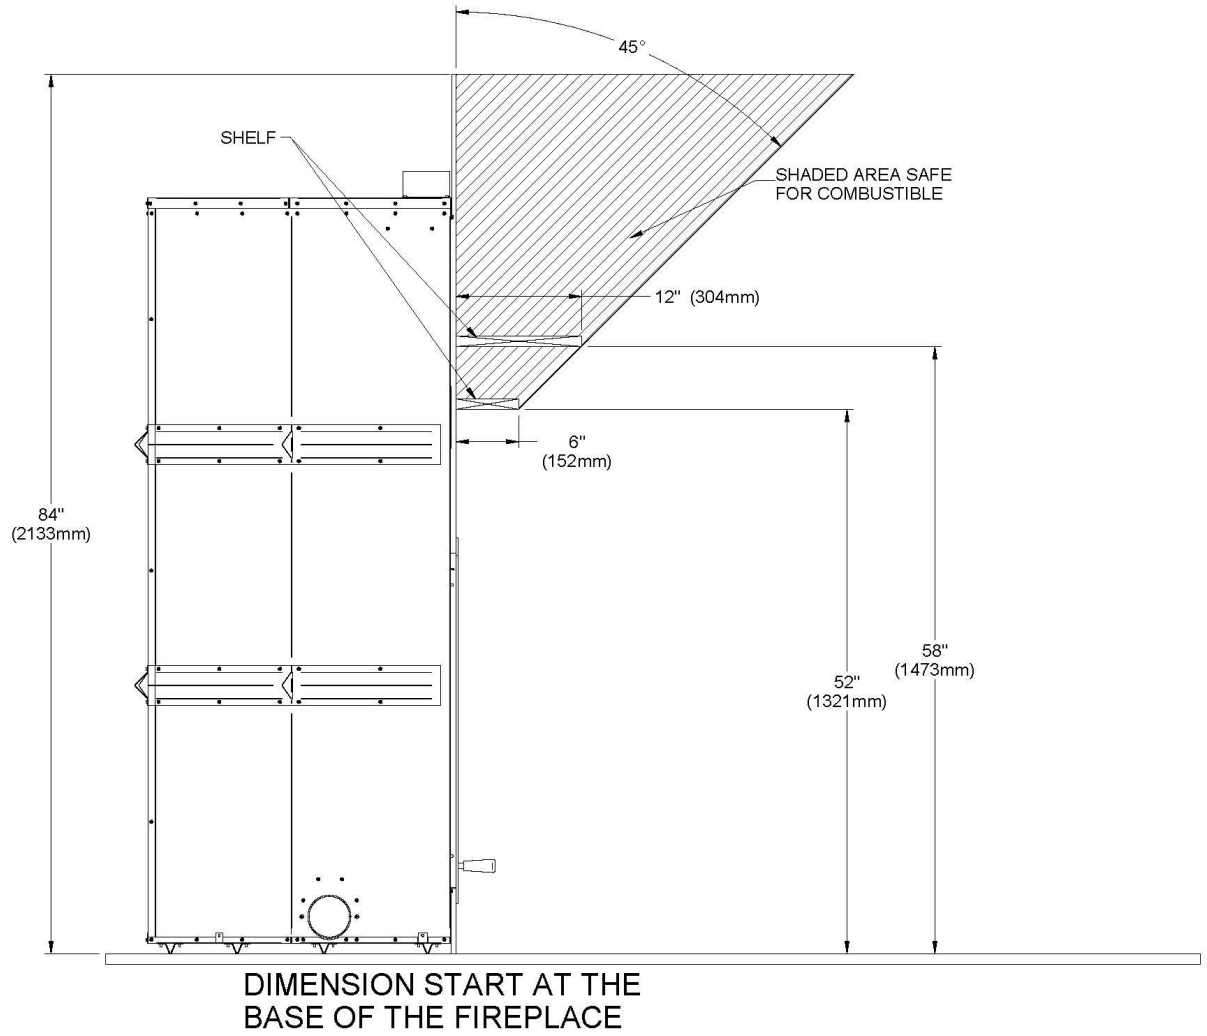 45°
SHELF
SHADED AREA SAFE
FOR COMBUSTIBLE
12" (304mm)
6"
(152mm)
84"
(2133mm)
58"
(1473mm)
52"
(1321mm)
DIMENSION START AT THE
BASE OF THE FIREPLACE